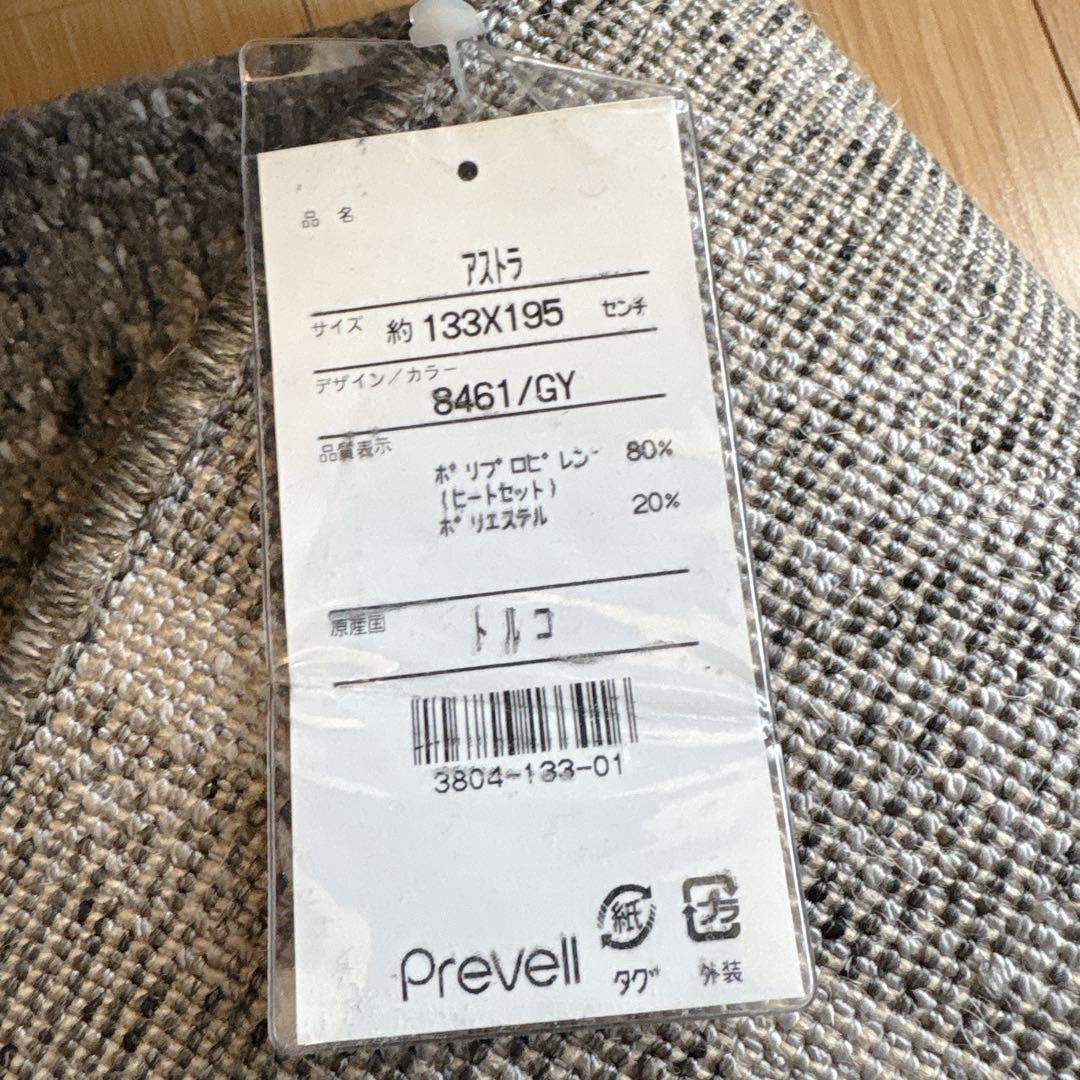 品 名
アストラ
サイズ 約 133X195 センチ
デザイン/カラー
8461/GY
品質表示
ポリプロピレン 80%
(ヒートセット)
ポリエステル 20%
原産国 トルコ
3804-133-01
Prevell 紙 プラ
タグ 外装